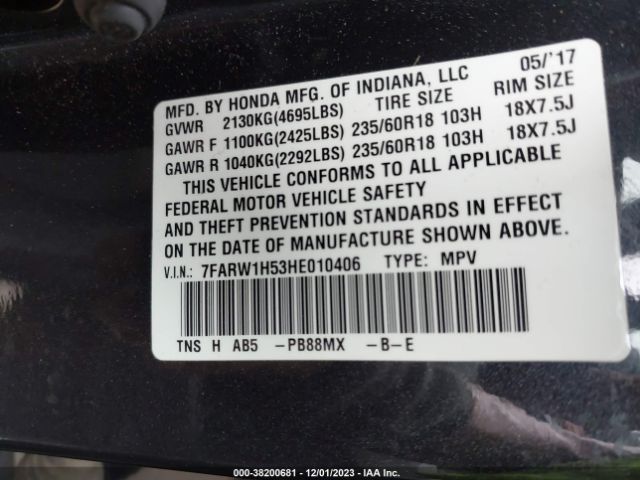 MFD. BY HONDA MFG. OF INDIANA, LLC 05/'17
GVWR 2130KG(4695LBS) TIRE SIZE RIM SIZE
GAWR F 1100KG(2425LBS) 235/60R18 103H 18X7.5J
GAWR R 1040KG(2292LBS) 235/60R18 103H 18X7.5J
THIS VEHICLE CONFORMS TO ALL APPLICABLE
FEDERAL MOTOR VEHICLE SAFETY
AND THEFT PREVENTION STANDARDS IN EFFECT
ON THE DATE OF MANUFACTURE SHOWN ABOVE.
V.I.N.: 7FARW1H53HE010406 TYPE: MPV
TNS H AB5 -PB88MX -B-E
000-38200681 - 12/01/2023 - IAA Inc.